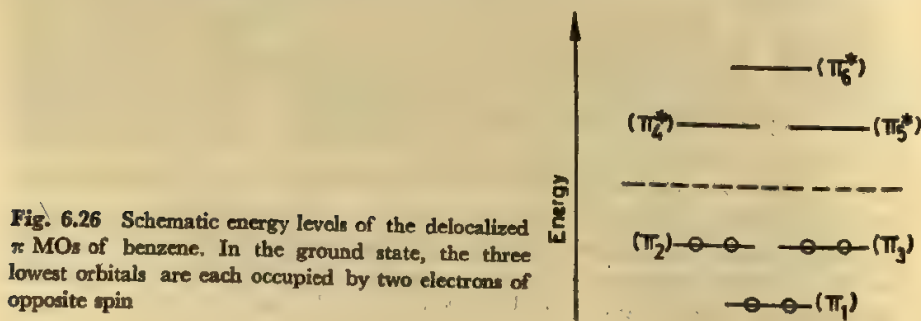 Fig. 6.26 Schematic energy levels of the delocalized
π MOs of benzene. In the ground state, the three
lowest orbitals are each occupied by two electrons of
opposite spin
Energy
(π₆*)
(π₄*) (π₅*)
(π₂) (π₃)
(π₁)